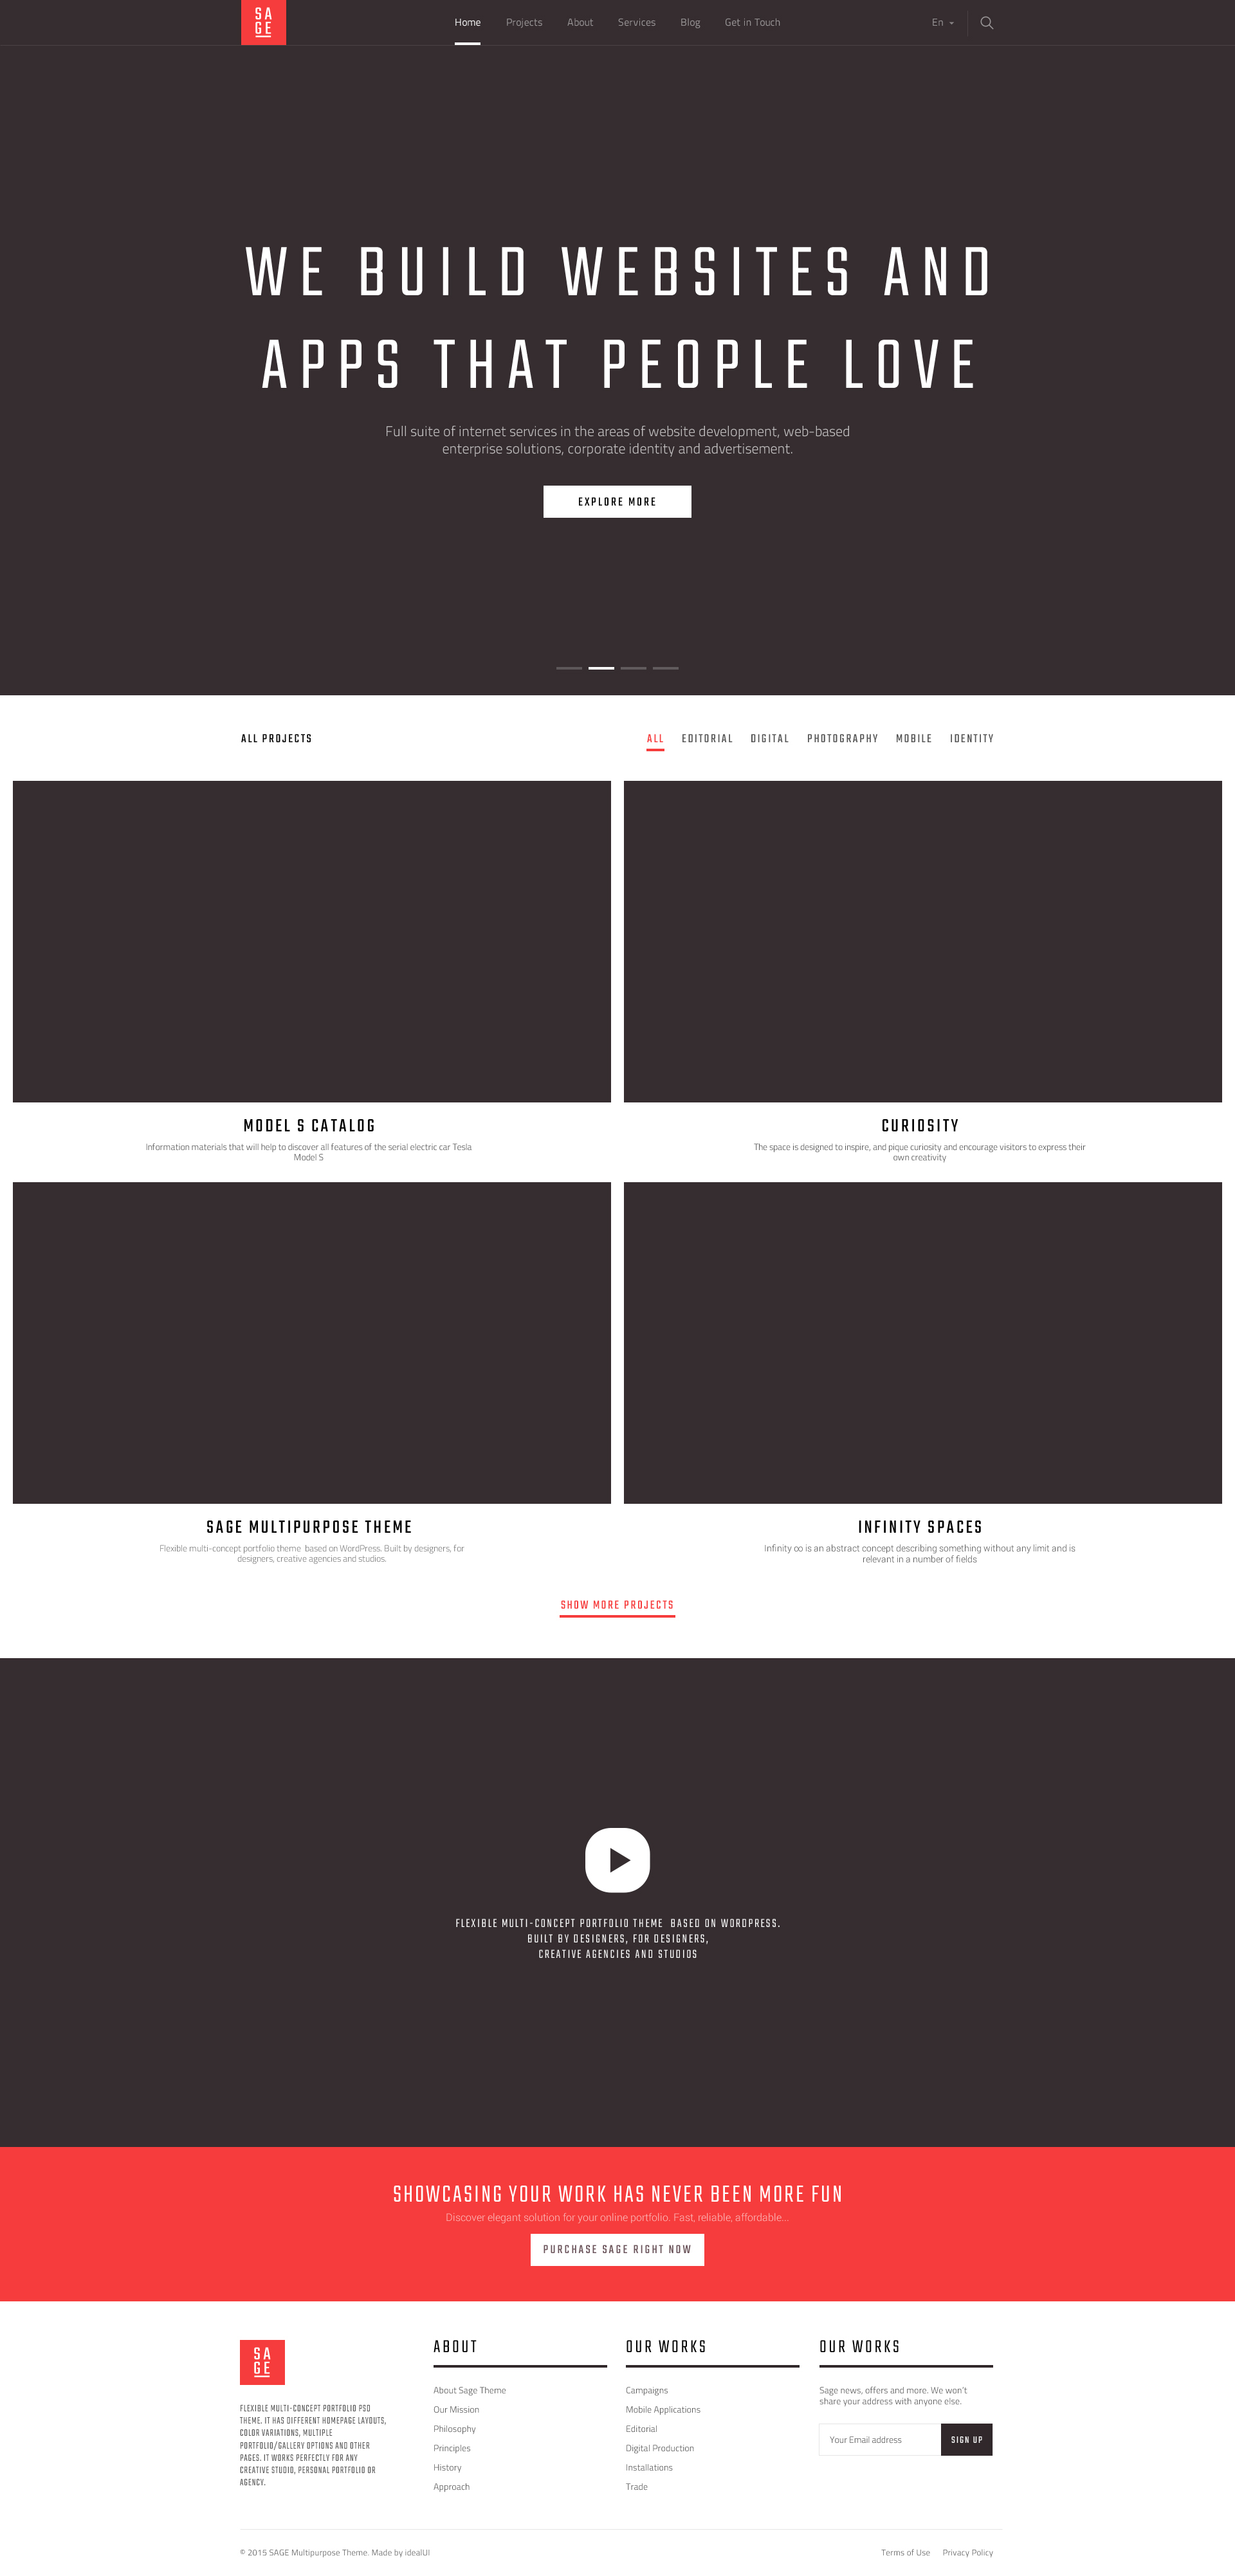 SA
GE
Home Projects About Services Blog Get in Touch En
WE BUILD WEBSITES AND
APPS THAT PEOPLE LOVE
Full suite of internet services in the areas of website development, web-based
enterprise solutions, corporate identity and advertisement.
EXPLORE MORE
ALL PROJECTS
ALL EDITORIAL DIGITAL PHOTOGRAPHY MOBILE IDENTITY
MODEL S CATALOG
Information materials that will help to discover all features of the serial electric car Tesla
Model S
CURIOSITY
The space is designed to inspire, and pique curiosity and encourage visitors to express their
own creativity
SAGE MULTIPURPOSE THEME
Flexible multi-concept portfolio theme based on WordPress. Built by designers, for
designers, creative agencies and studios.
INFINITY SPACES
Infinity ∞ is an abstract concept describing something without any limit and is
relevant in a number of fields
SHOW MORE PROJECTS
FLEXIBLE MULTI-CONCEPT PORTFOLIO THEME BASED ON WORDPRESS.
BUILT BY DESIGNERS, FOR DESIGNERS,
CREATIVE AGENCIES AND STUDIOS
SHOWCASING YOUR WORK HAS NEVER BEEN MORE FUN
Discover elegant solution for your online portfolio. Fast, reliable, affordable...
PURCHASE SAGE RIGHT NOW
SA
GE
FLEXIBLE MULTI-CONCEPT PORTFOLIO PSD
THEME. IT HAS DIFFERENT HOMEPAGE LAYOUTS,
COLOR VARIATIONS, MULTIPLE
PORTFOLIO/GALLERY OPTIONS AND OTHER
PAGES. IT WORKS PERFECTLY FOR ANY
CREATIVE STUDIO, PERSONAL PORTFOLIO OR
AGENCY.
ABOUT
About Sage Theme
Our Mission
Philosophy
Principles
History
Approach
OUR WORKS
Campaigns
Mobile Applications
Editorial
Digital Production
Installations
Trade
OUR WORKS
Sage news, offers and more. We won't
share your address with anyone else.
Your Email address
SIGN UP
© 2015 SAGE Multipurpose Theme. Made by idealUI
Terms of Use Privacy Policy